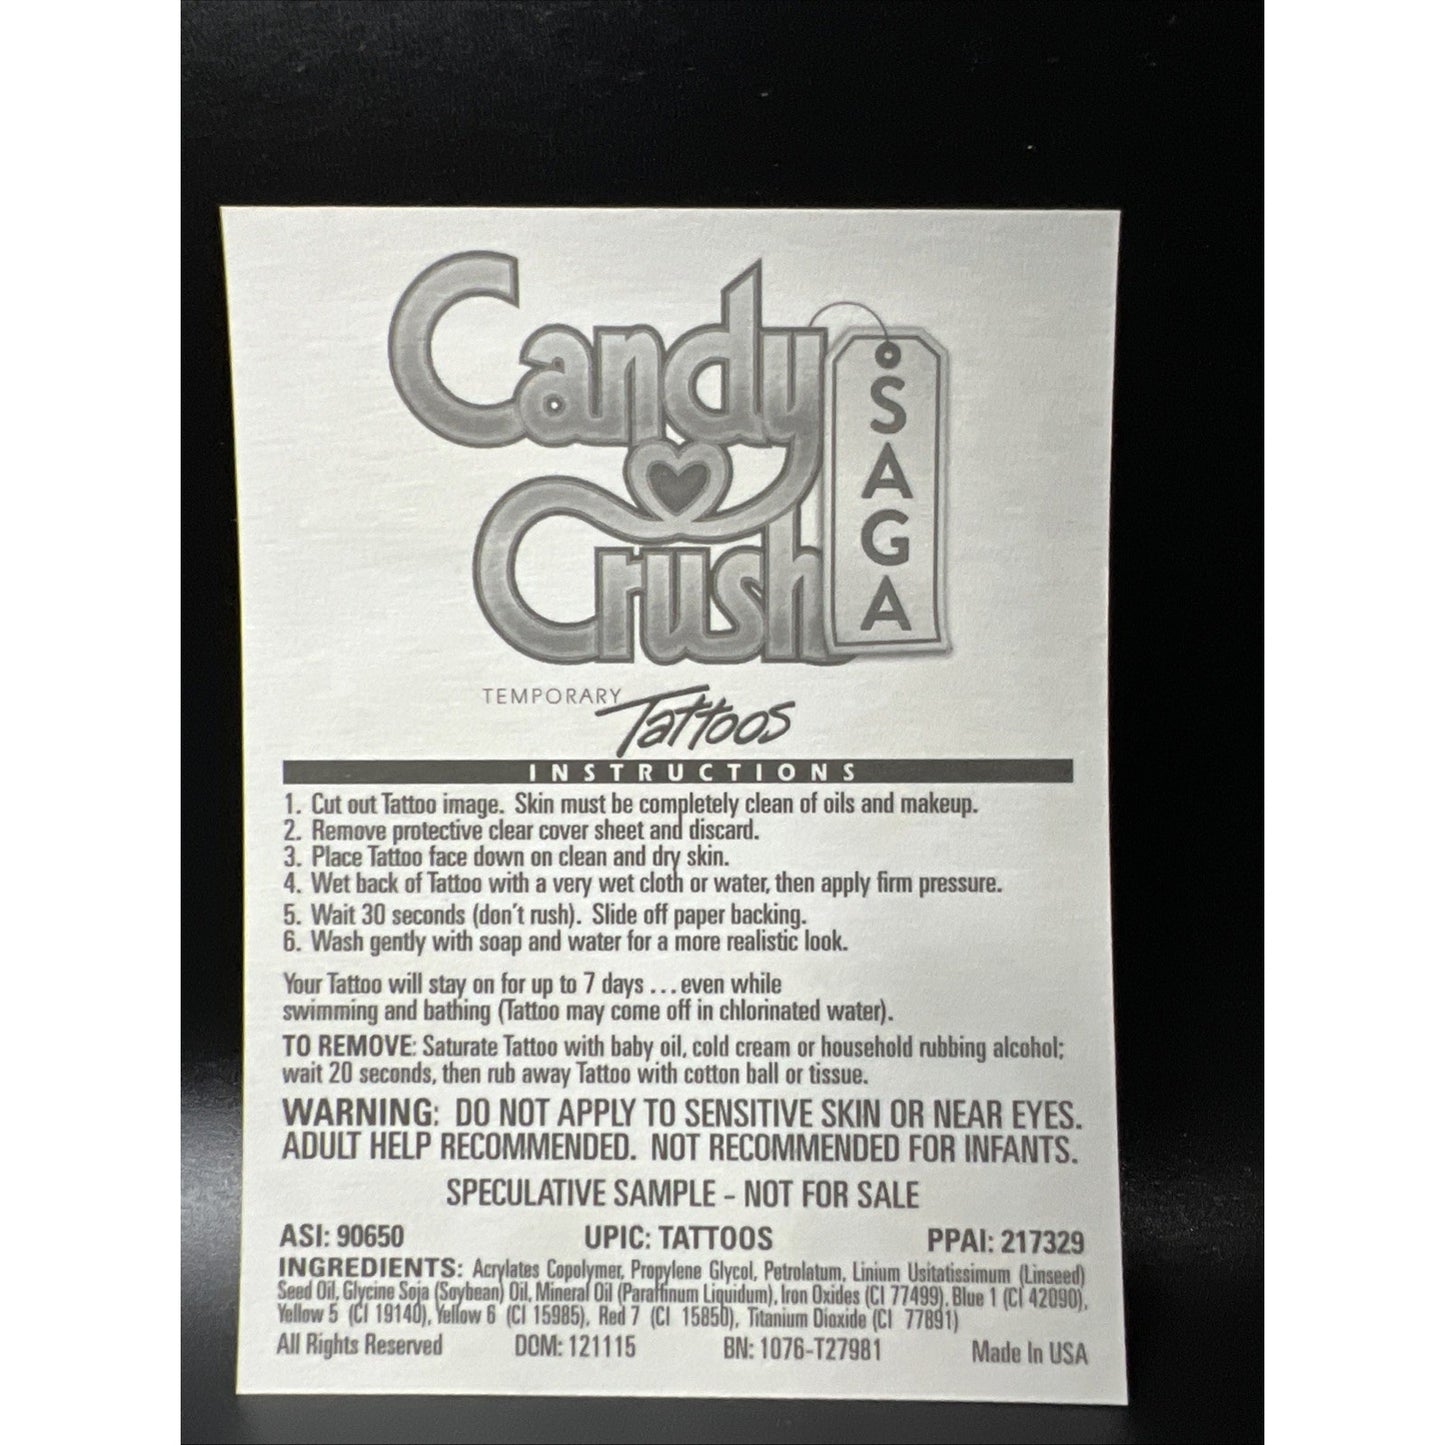 Candy
Crush
SAGA
TEMPORARY Tattoos
INSTRUCTIONS
1. Cut out Tattoo image. Skin must be completely clean of oils and makeup.
2. Remove protective clear cover sheet and discard.
3. Place Tattoo face down on clean and dry skin.
4. Wet back of Tattoo with a very wet cloth or water, then apply firm pressure.
5. Wait 30 seconds (don't rush). Slide off paper backing.
6. Wash gently with soap and water for a more realistic look.
Your Tattoo will stay on for up to 7 days ... even while
swimming and bathing (Tattoo may come off in chlorinated water).
TO REMOVE: Saturate Tattoo with baby oil, cold cream or household rubbing alcohol;
wait 20 seconds, then rub away Tattoo with cotton ball or tissue.
WARNING: DO NOT APPLY TO SENSITIVE SKIN OR NEAR EYES.
ADULT HELP RECOMMENDED. NOT RECOMMENDED FOR INFANTS.
SPECULATIVE SAMPLE - NOT FOR SALE
ASI: 90650 UPIC: TATTOOS PPAI: 217329
INGREDIENTS: Acrylates Copolymer, Propylene Glycol, Petrolatum, Linium Usitatissimum (Linseed)
Seed Oil, Glycine Soja (Soybean) Oil, Mineral Oil (Paraffinum Liquidum), Iron Oxides (CI 77499), Blue 1 (CI 42090),
Yellow 5 (CI 19140), Yellow 6 (CI 15985), Red 7 (CI 15850), Titanium Dioxide (CI 77891)
All Rights Reserved DOM: 121115 BN: 1076-T27981 Made In USA